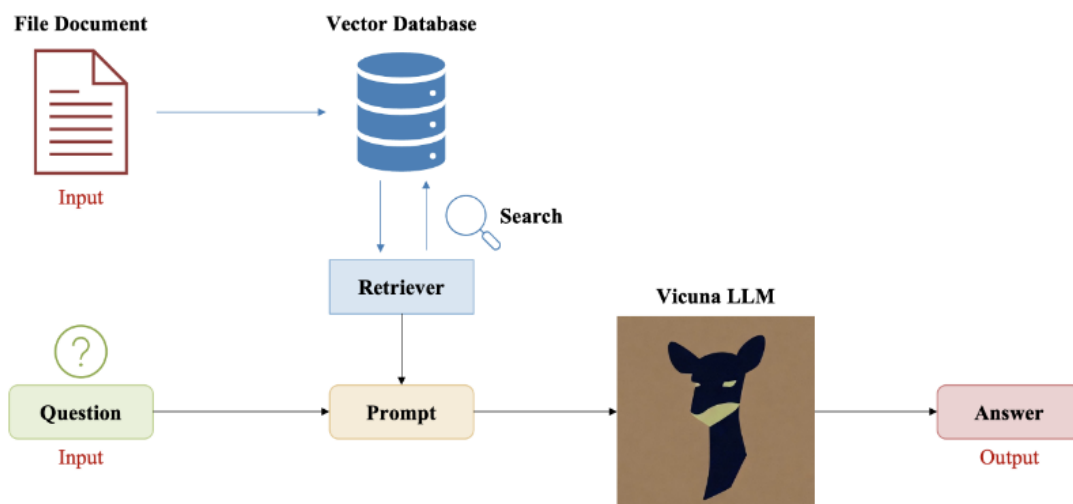 File Document
Vector Database
Input
Search
Retriever
Vicuna LLM
?
Question
Prompt
Answer
Input
Output